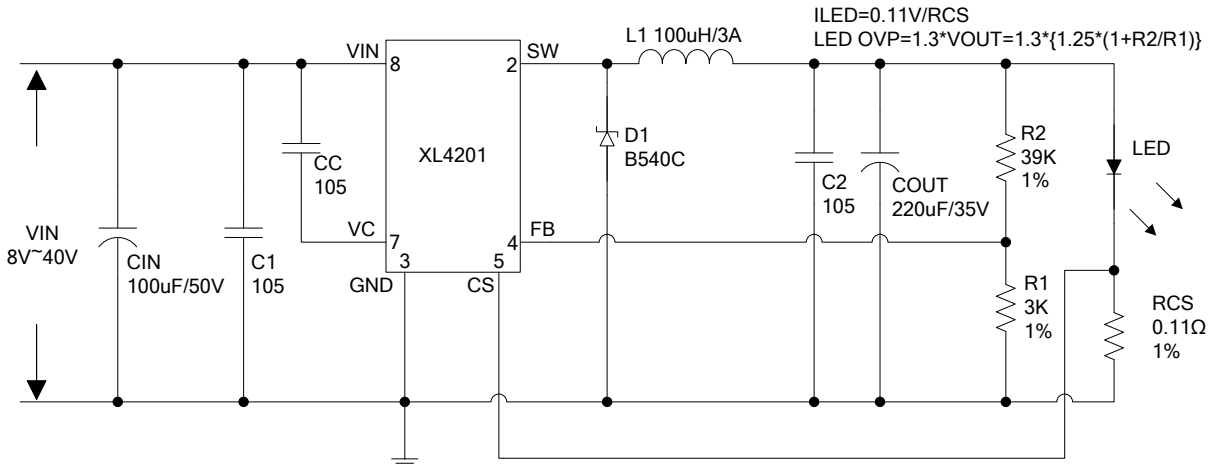 ILED=0.11V/RCS
LED OVP=1.3*VOUT=1.3*{1.25*(1+R2/R1)}
L1 100uH/3A
VIN
8
2
SW
XL4201
CC
105
D1
B540C
C2
105
COUT
220uF/35V
R2
39K
1%
LED
VC
7
4
FB
3
5
GND
CS
VIN
8V~40V
CIN
100uF/50V
C1
105
R1
3K
1%
RCS
0.11Ω
1%